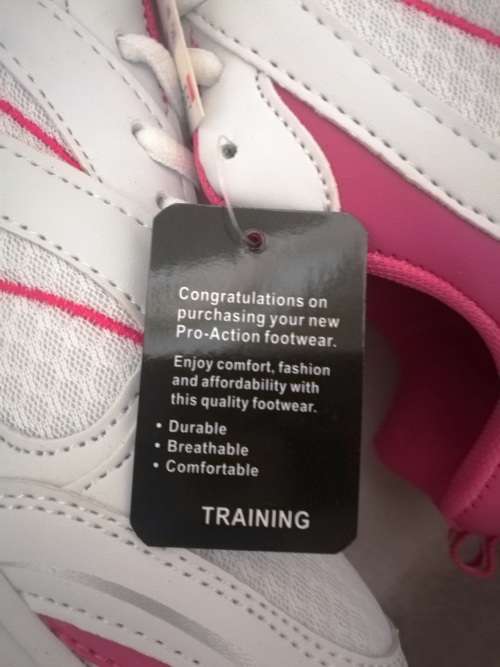 Congratulations on
purchasing your new
Pro-Action footwear.
Enjoy comfort, fashion
and affordability with
this quality footwear.
• Durable
• Breathable
• Comfortable
TRAINING